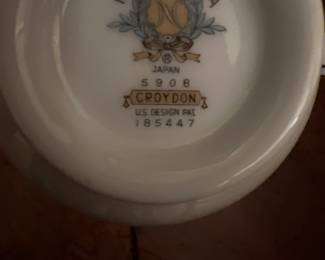 N
®
JAPAN
5908
CROYDON
U.S. DESIGN PAT.
185447